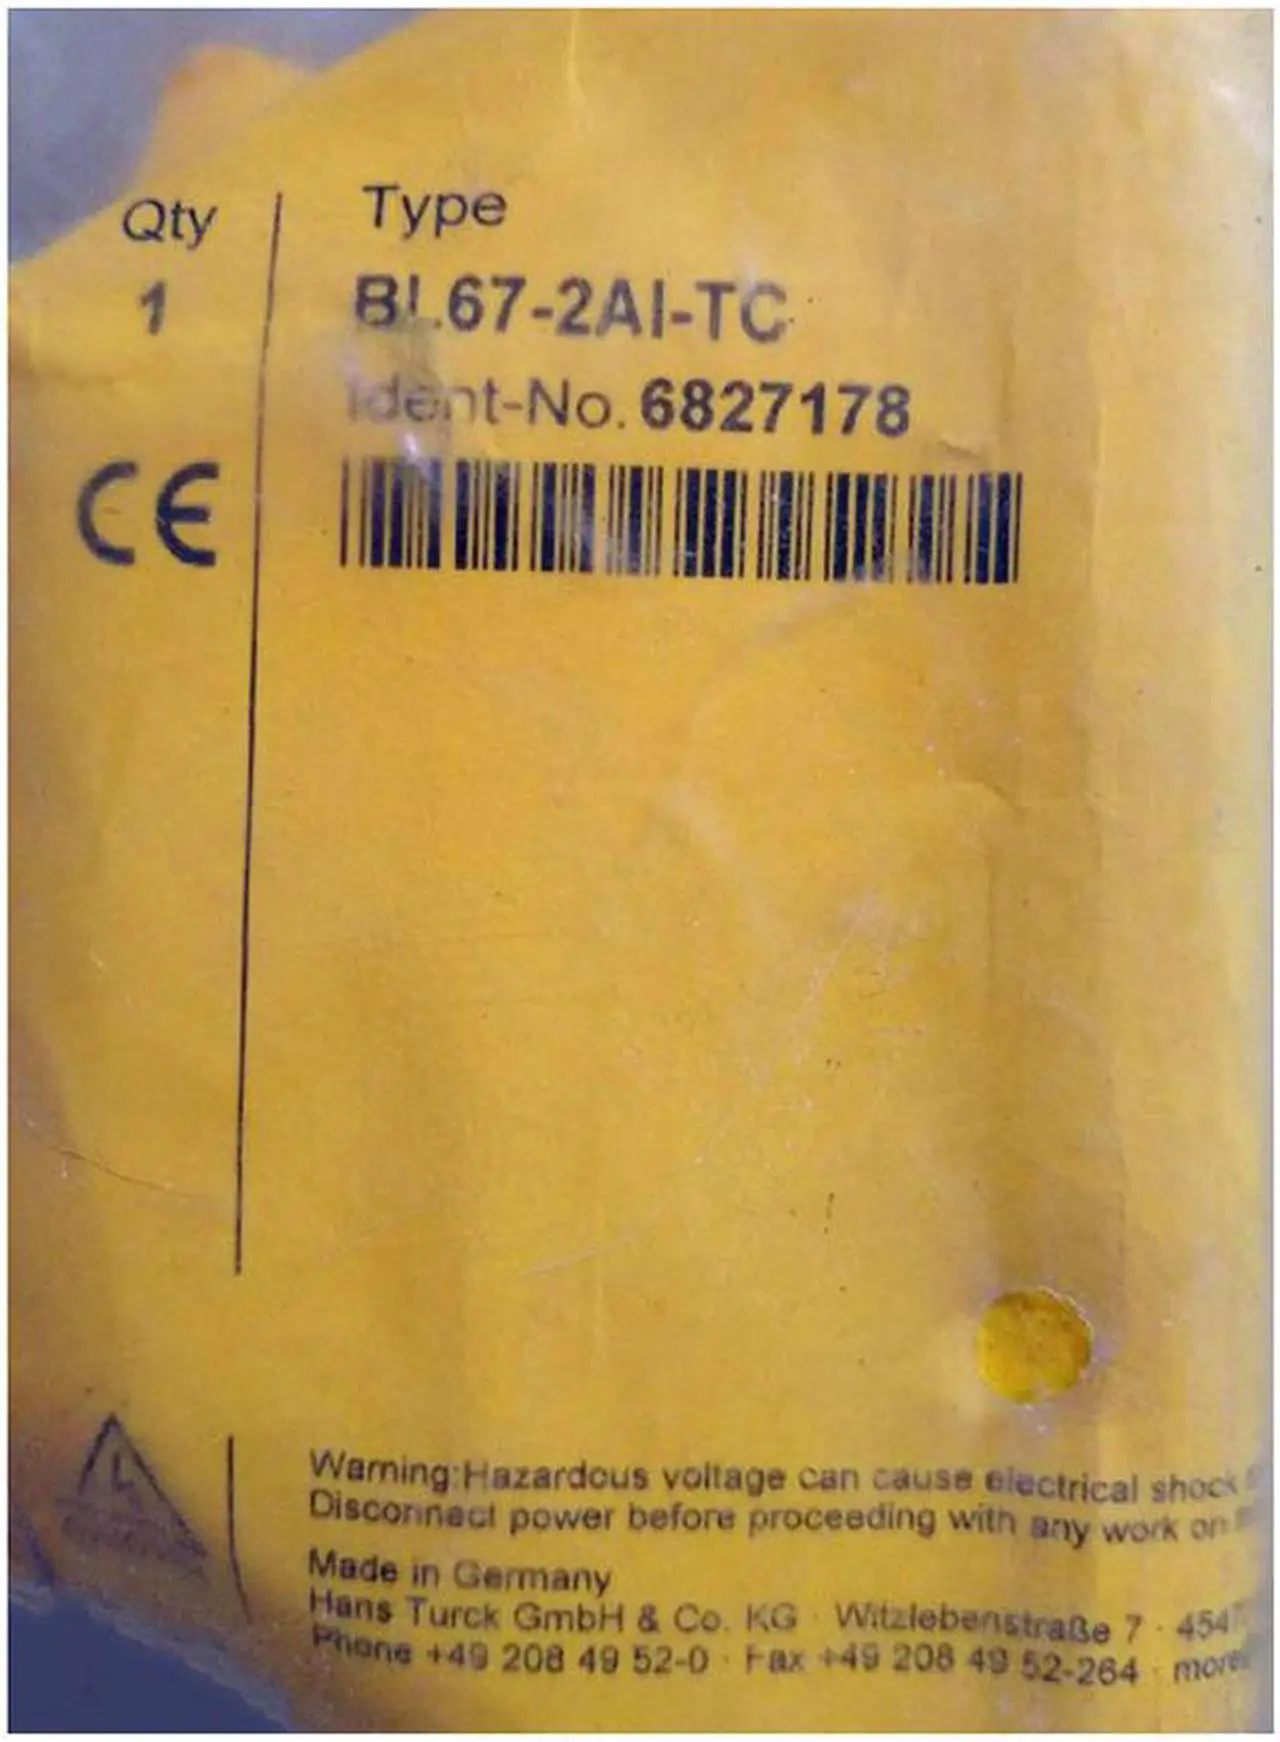 Qty
Type
1
BL67-2AI-TC
Ident-No. 6827178
CE
Warning: Hazardous voltage can cause electrical shock
Disconnect power before proceeding with any work on
Made in Germany
Hans Turck GmbH & Co. KG · Witzlebenstraße 7 ·
Phone +49 208 49 52-0 · Fax +49 208 49 52-264 ·